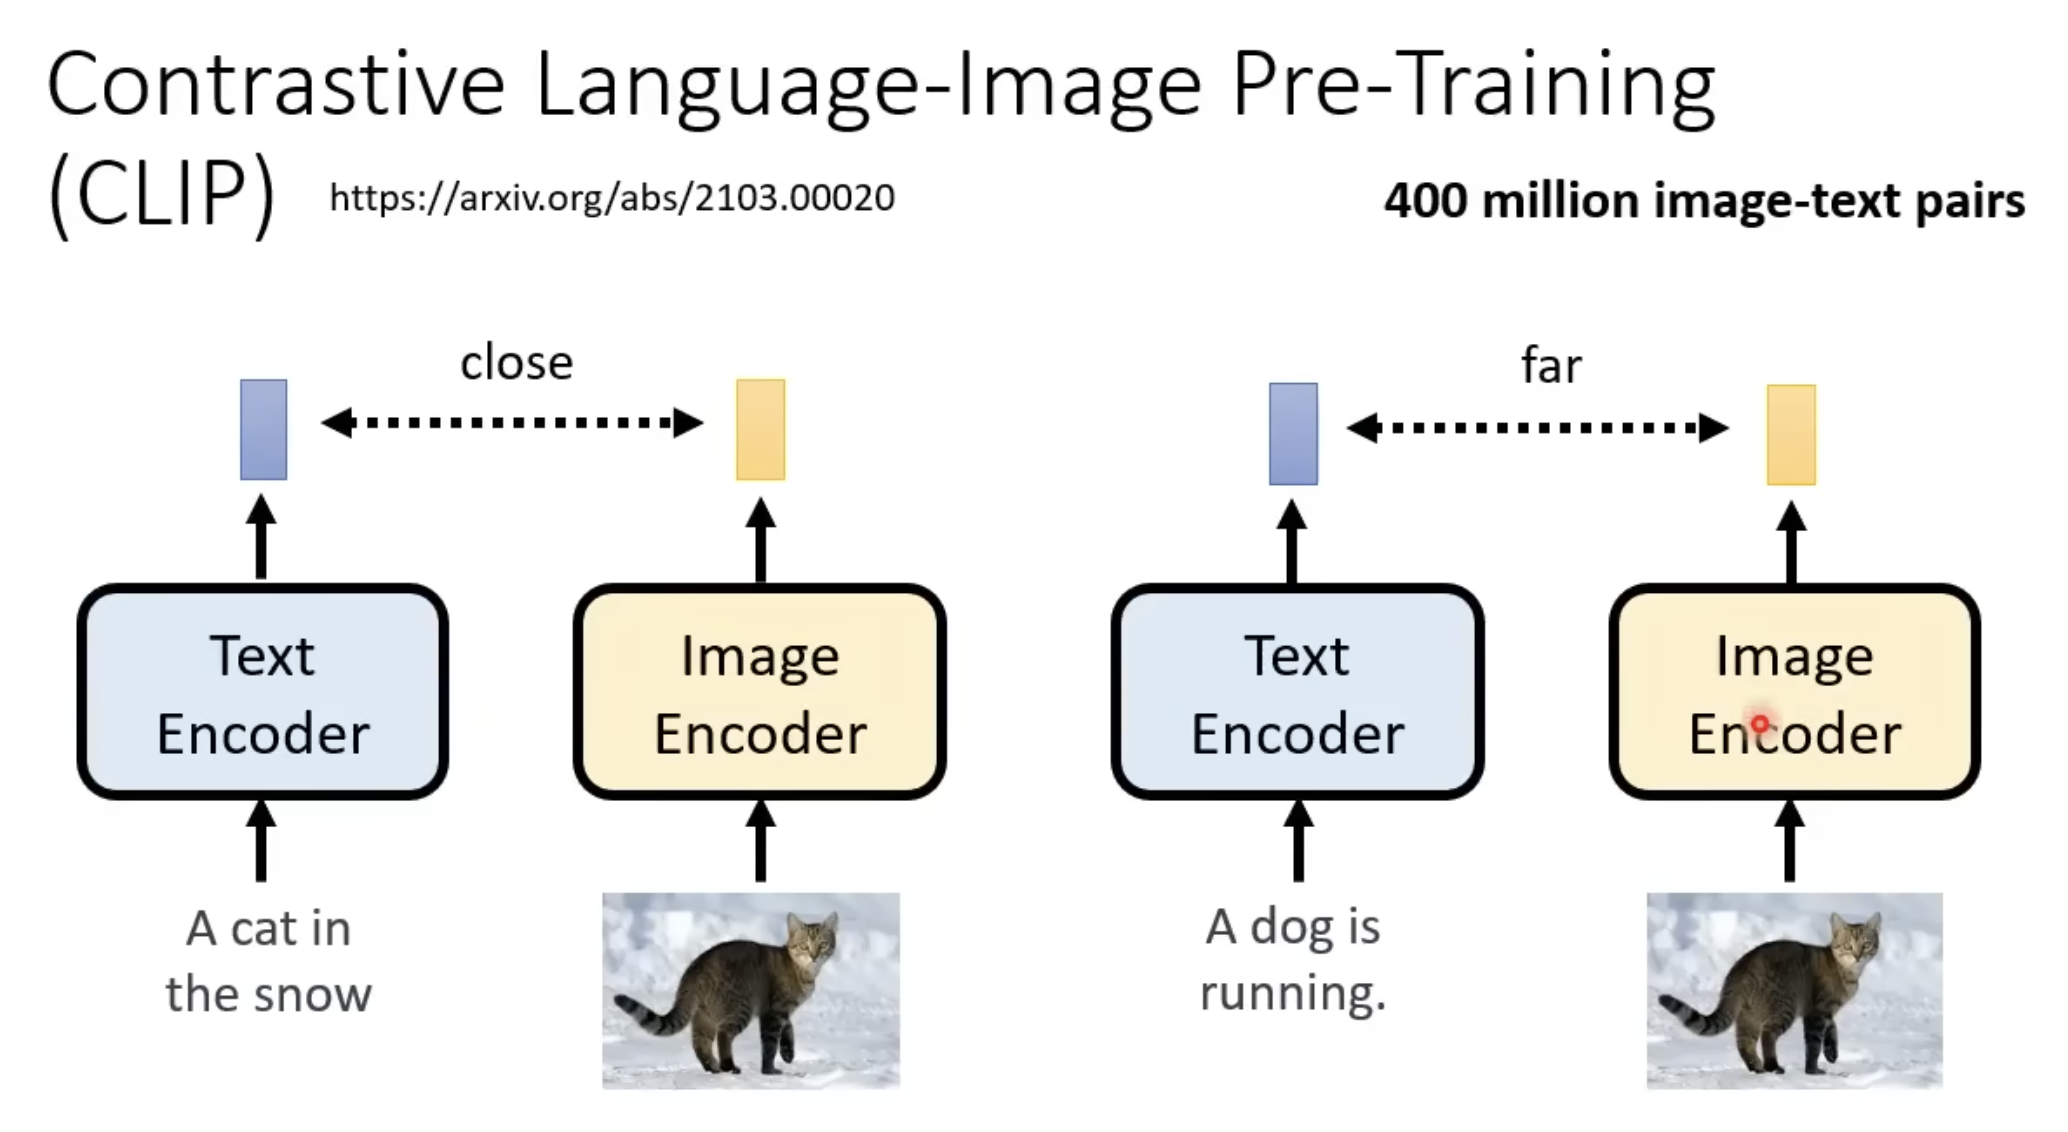 Contrastive Language-Image Pre-Training
(CLIP) https://arxiv.org/abs/2103.00020 400 million image-text pairs
close
far
Text
Encoder
Image
Encoder
Text
Encoder
Image
Encoder
A cat in
the snow
A dog is
running.